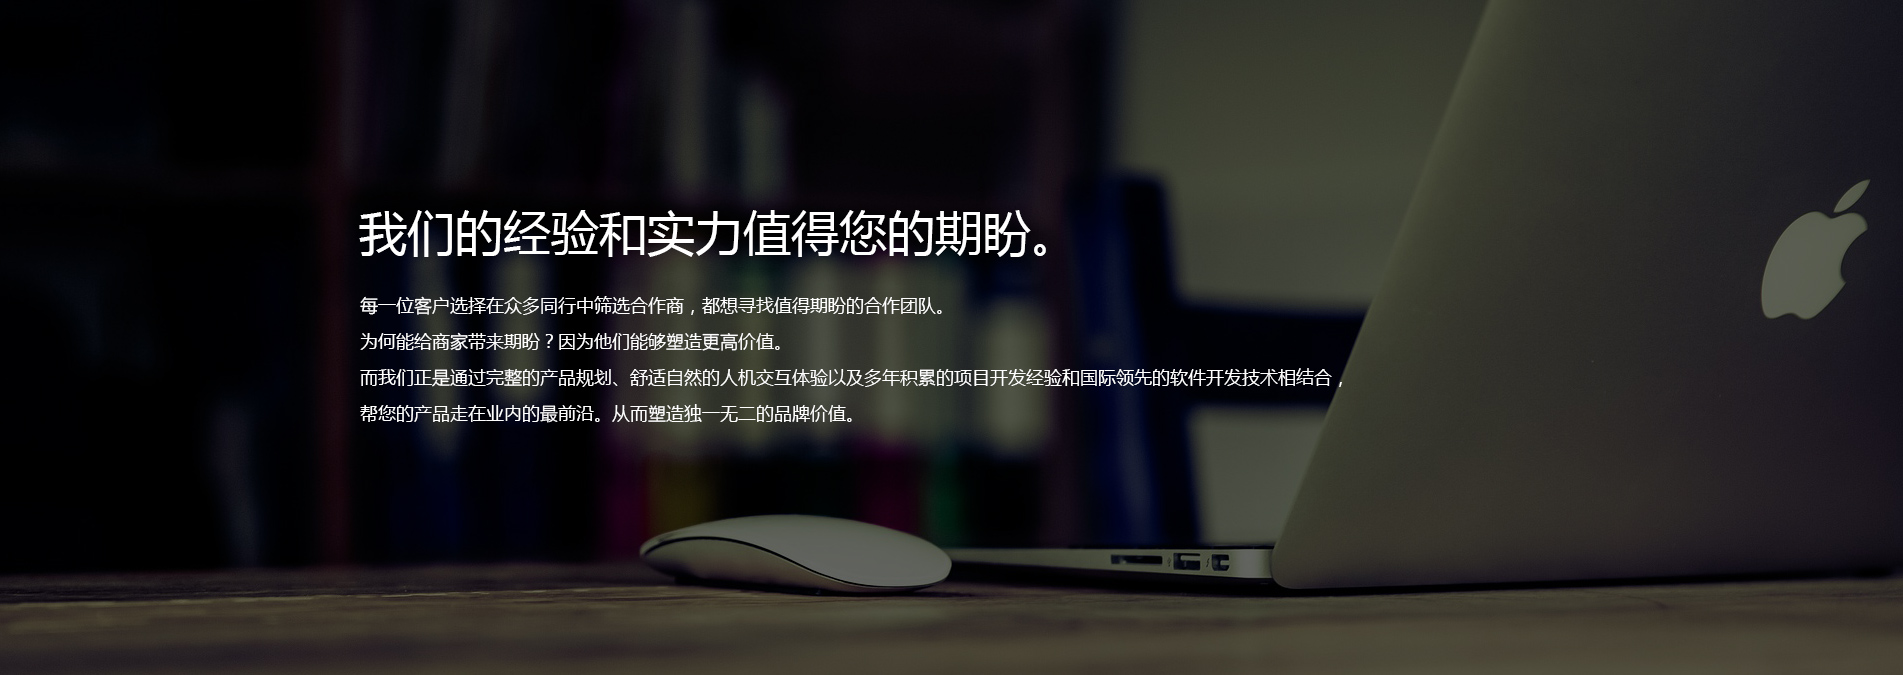 我们的经验和实力值得您的期盼。
每一位客户选择在众多同行中筛选合作商，都想寻找值得期盼的合作团队。
为何能给商家带来期盼？因为他们能够塑造更高价值。
而我们正是通过完整的产品规划、舒适自然的人机交互体验以及多年积累的项目开发经验和国际领先的软件开发技术相结合，
帮您的产品走在业内的最前沿。从而塑造独一无二的品牌价值。